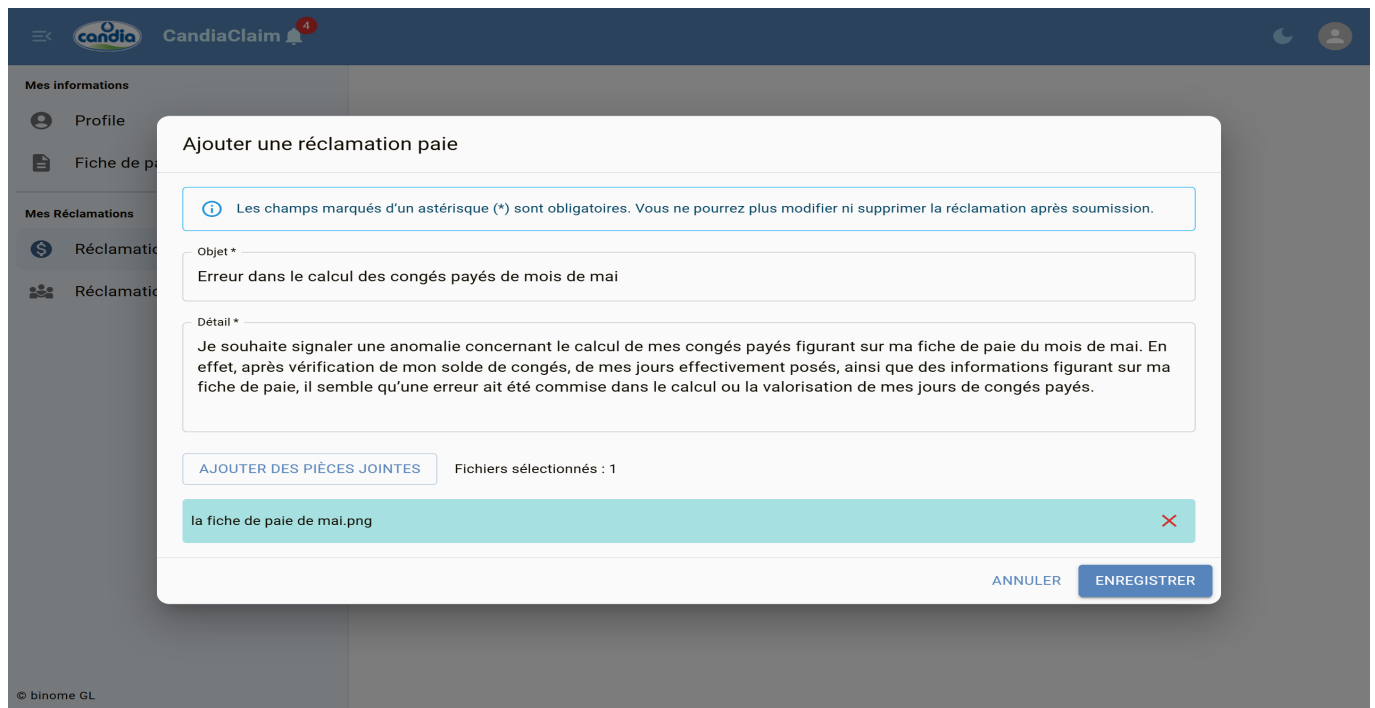 candia
CandiaClaim
4
Mes informations
Profile
Fiche de
Mes Réclamations
Ajouter une réclamation paie
Les champs marqués d'un astérisque (*) sont obligatoires. Vous ne pourrez plus modifier ni supprimer la réclamation après soumission.
Objet *
Erreur dans le calcul des congés payés de mois de mai
Détail *
Je souhaite signaler une anomalie concernant le calcul de mes congés payés figurant sur ma fiche de paie du mois de mai. En
effet, après vérification de mon solde de congés, de mes jours effectivement posés, ainsi que des informations figurant sur ma
fiche de paie, il semble qu'une erreur ait été commise dans le calcul ou la valorisation de mes jours de congés payés.
AJOUTER DES PIÈCES JOINTES
Fichiers sélectionnés : 1
la fiche de paie de mai.png
ANNULER
ENREGISTRER
© binome GL